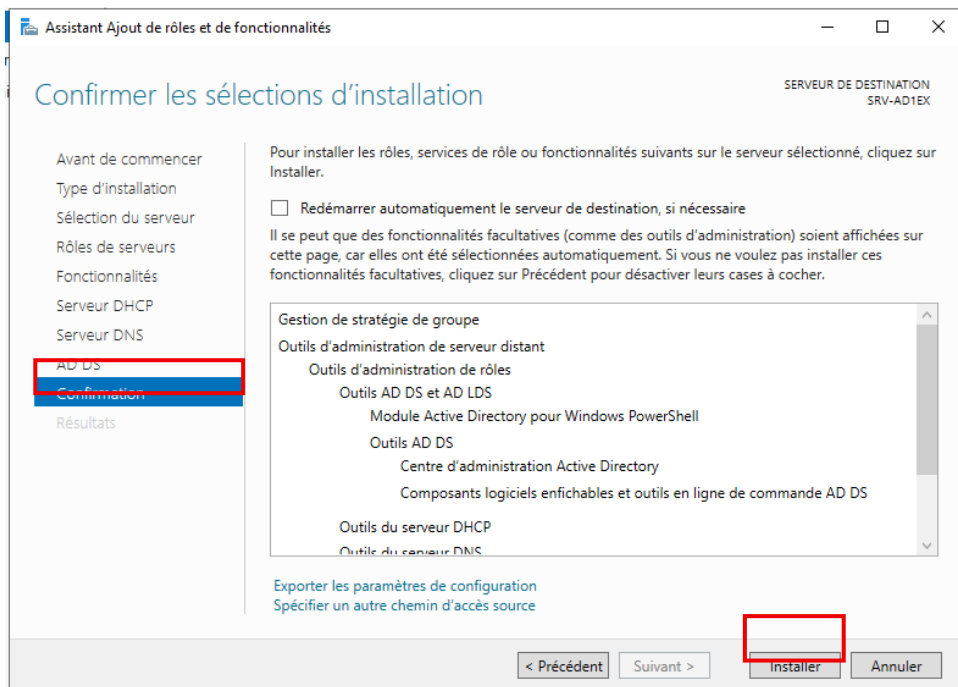 Assistant Ajout de rôles et de fonctionnalités
Confirmer les sélections d'installation
SERVEUR DE DESTINATION
SRV-AD1EX
Avant de commencer
Type d'installation
Sélection du serveur
Rôles de serveurs
Fonctionnalités
Serveur DHCP
Serveur DNS
AD DS
Confirmation
Résultats
Pour installer les rôles, services de rôle ou fonctionnalités suivants sur le serveur sélectionné, cliquez sur
Installer.
Redémarrer automatiquement le serveur de destination, si nécessaire
Il se peut que des fonctionnalités facultatives (comme des outils d'administration) soient affichées sur
cette page, car elles ont été sélectionnées automatiquement. Si vous ne voulez pas installer ces
fonctionnalités facultatives, cliquez sur Précédent pour désactiver leurs cases à cocher.
Gestion de stratégie de groupe
Outils d'administration de serveur distant
Outils d'administration de rôles
Outils AD DS et AD LDS
Module Active Directory pour Windows PowerShell
Outils AD DS
Centre d'administration Active Directory
Composants logiciels enfichables et outils en ligne de commande AD DS
Outils du serveur DHCP
Outils du serveur DNS
Exporter les paramètres de configuration
Spécifier un autre chemin d'accès source
< Précédent
Suivant >
Installer
Annuler